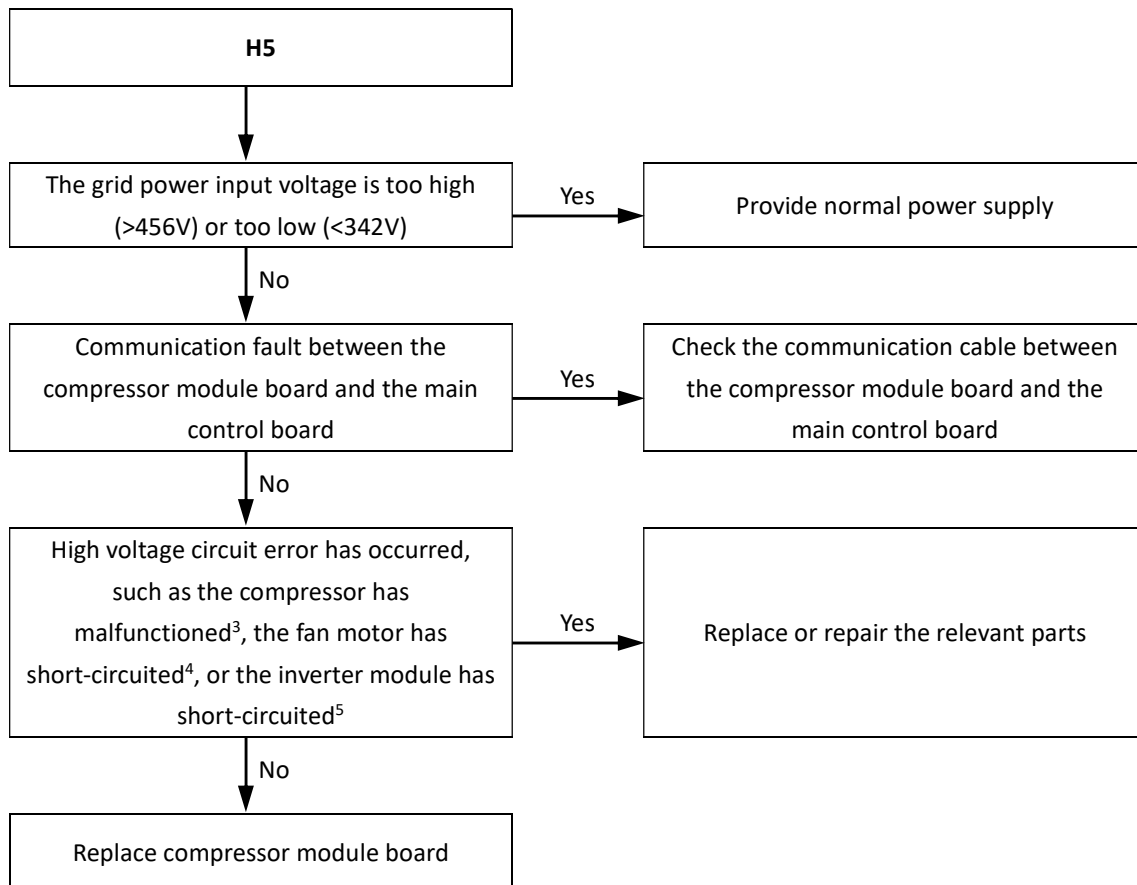 H5
The grid power input voltage is too high
(>456V) or too low (<342V)
Yes
Provide normal power supply
No
Communication fault between the
compressor module board and the main
control board
Yes
Check the communication cable between
the compressor module board and the
main control board
No
High voltage circuit error has occurred,
such as the compressor has
malfunctioned³, the fan motor has
short-circuited⁴, or the inverter module has
short-circuited⁵
Yes
Replace or repair the relevant parts
No
Replace compressor module board